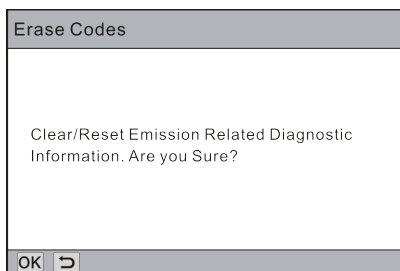 Erase Codes
Clear/Reset Emission Related Diagnostic
Information. Are you Sure?
OK